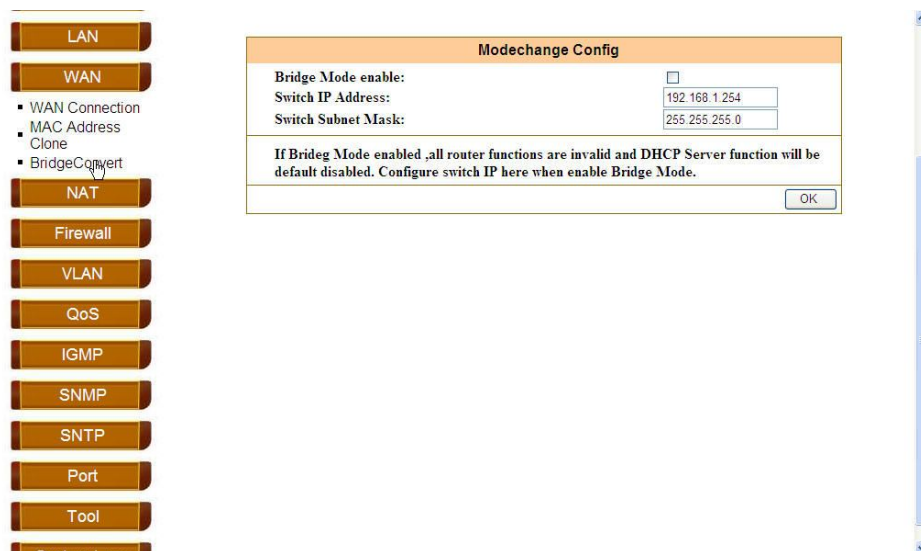 LAN
WAN
WAN Connection
MAC Address
Clone
BridgeConvert
NAT
Firewall
VLAN
QoS
IGMP
SNMP
SNTP
Port
Tool
Modechange Config
Bridge Mode enable:
Switch IP Address: 192.168.1.254
Switch Subnet Mask: 255.255.255.0
If Brideg Mode enabled ,all router functions are invalid and DHCP Server function will be
default disabled. Configure switch IP here when enable Bridge Mode.
OK